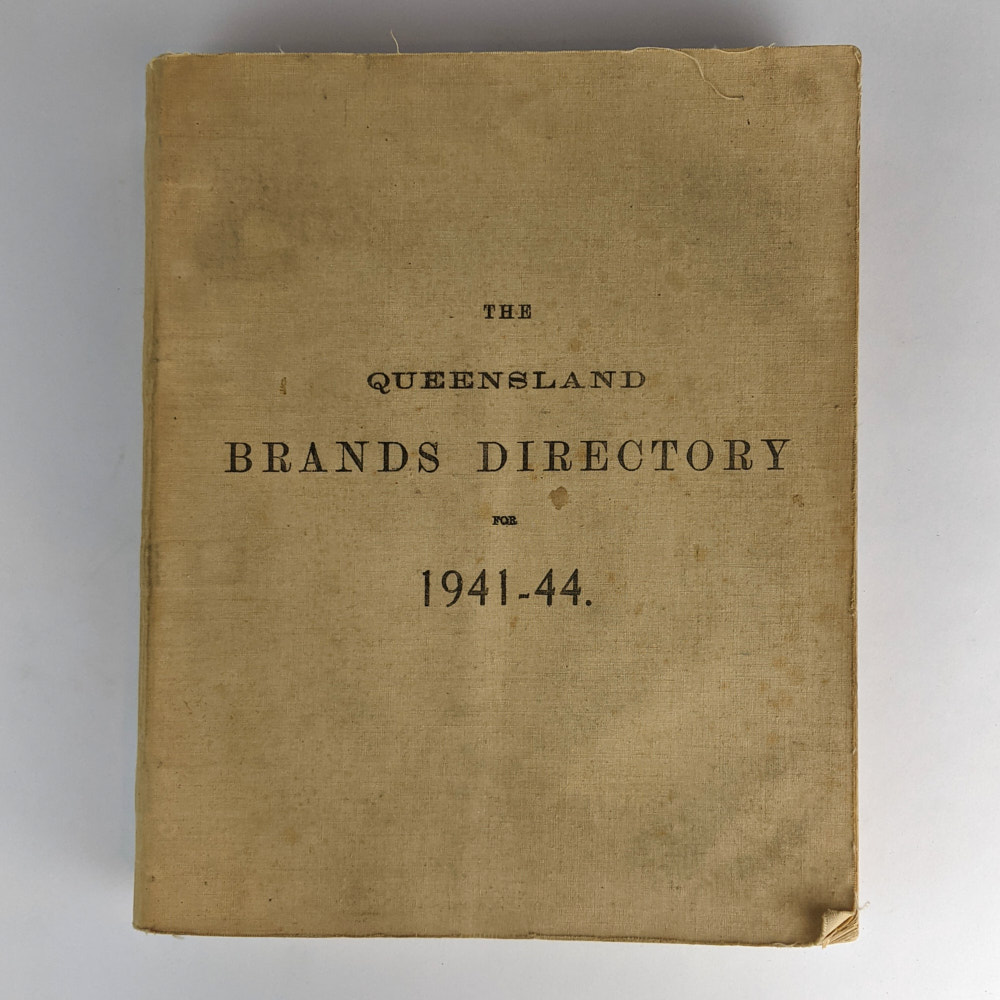 THE
QUEENSLAND
BRANDS DIRECTORY
FOR
1941-44.